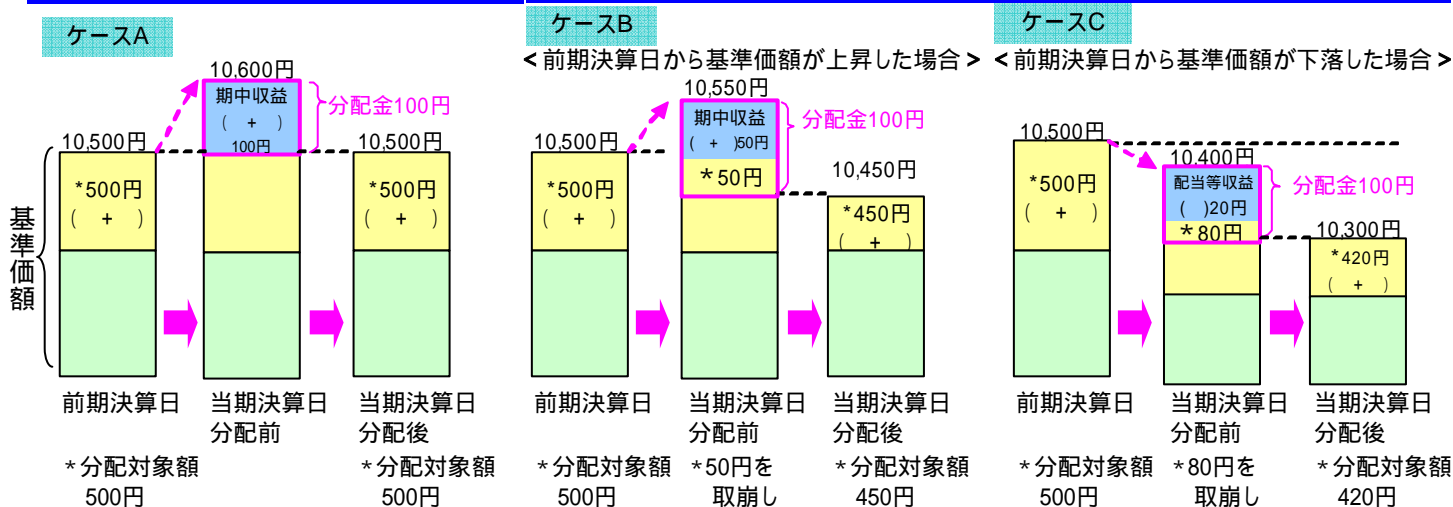 ケースA
10,600円
期中収益
( + )
100円
分配金100円
10,500円
10,500円
*500円
( + )
*500円
( + )
基準価額
前期決算日
当期決算日
分配前
当期決算日
分配後
*分配対象額
500円
*分配対象額
500円
ケースB
<前期決算日から基準価額が上昇した場合>
10,550円
期中収益
( + )50円
*50円
分配金100円
10,500円
10,450円
*500円
( + )
*450円
( + )
前期決算日
当期決算日
分配前
当期決算日
分配後
*分配対象額
500円
*50円を
取崩し
*分配対象額
450円
ケースC
<前期決算日から基準価額が下落した場合>
10,500円
10,400円
配当等収益
( )20円
*80円
分配金100円
*500円
( + )
10,300円
*420円
( + )
前期決算日
当期決算日
分配前
当期決算日
分配後
*分配対象額
500円
*80円を
取崩し
*分配対象額
420円